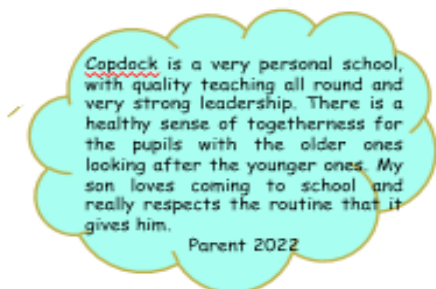 Copdock is a very personal school,
with quality teaching all round and
very strong leadership. There is a
healthy sense of togetherness for
the pupils with the older ones
looking after the younger ones. My
son loves coming to school and
really respects the routine that it
gives him.
Parent 2022